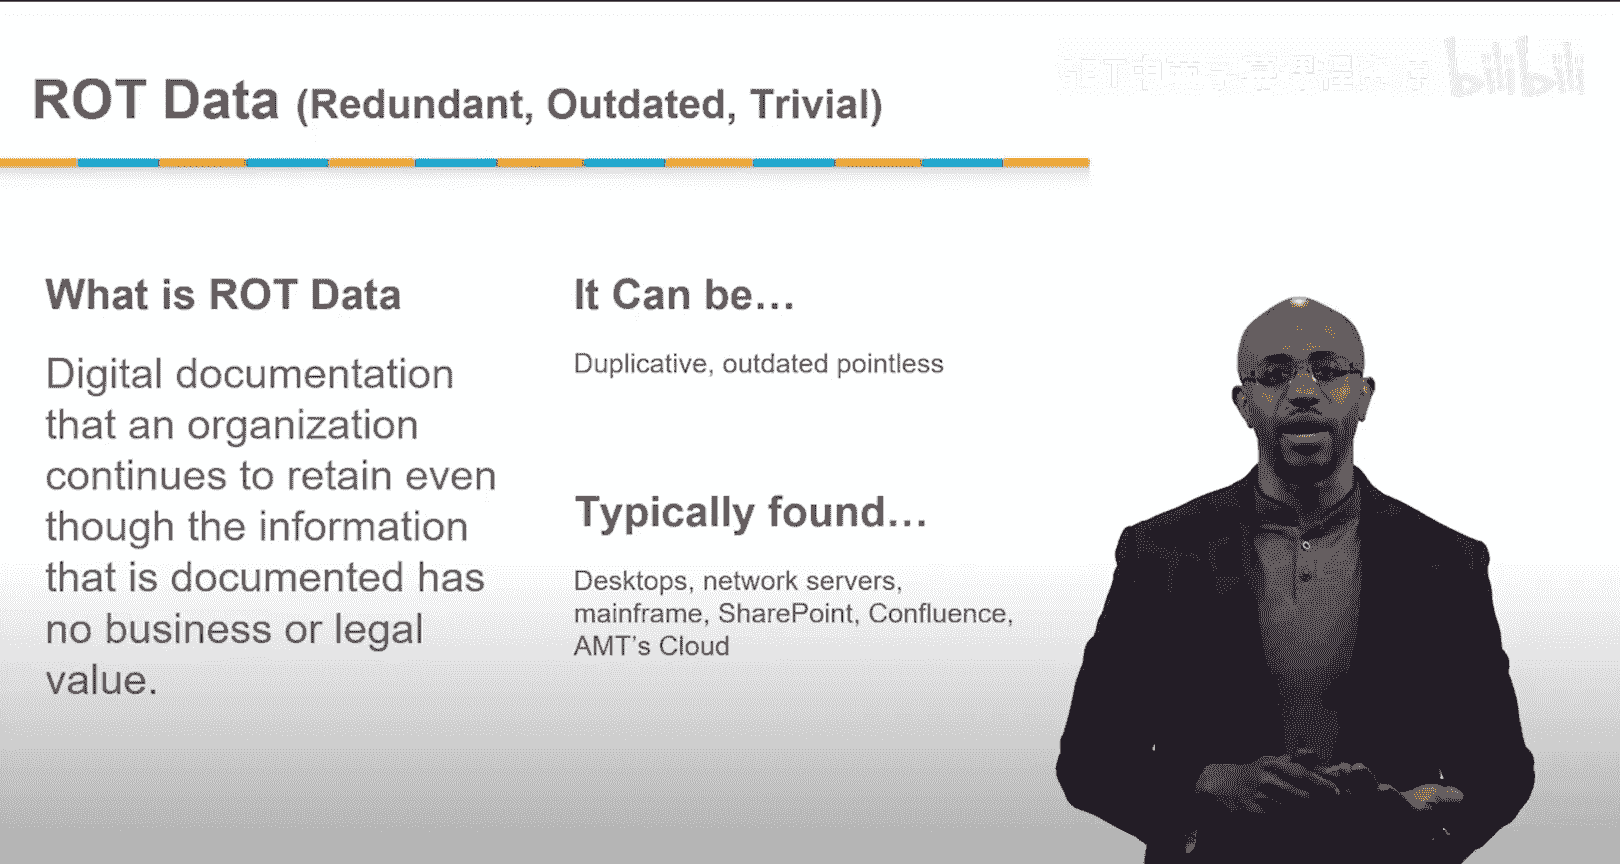 ROT Data (Redundant, Outdated, Trivial)
What is ROT Data
Digital documentation
that an organization
continues to retain even
though the information
that is documented has
no business or legal
value.
It Can be…
Duplicative, outdated pointless
Typically found…
Desktops, network servers,
mainframe, SharePoint, Confluence,
AMT’s Cloud
bilibili